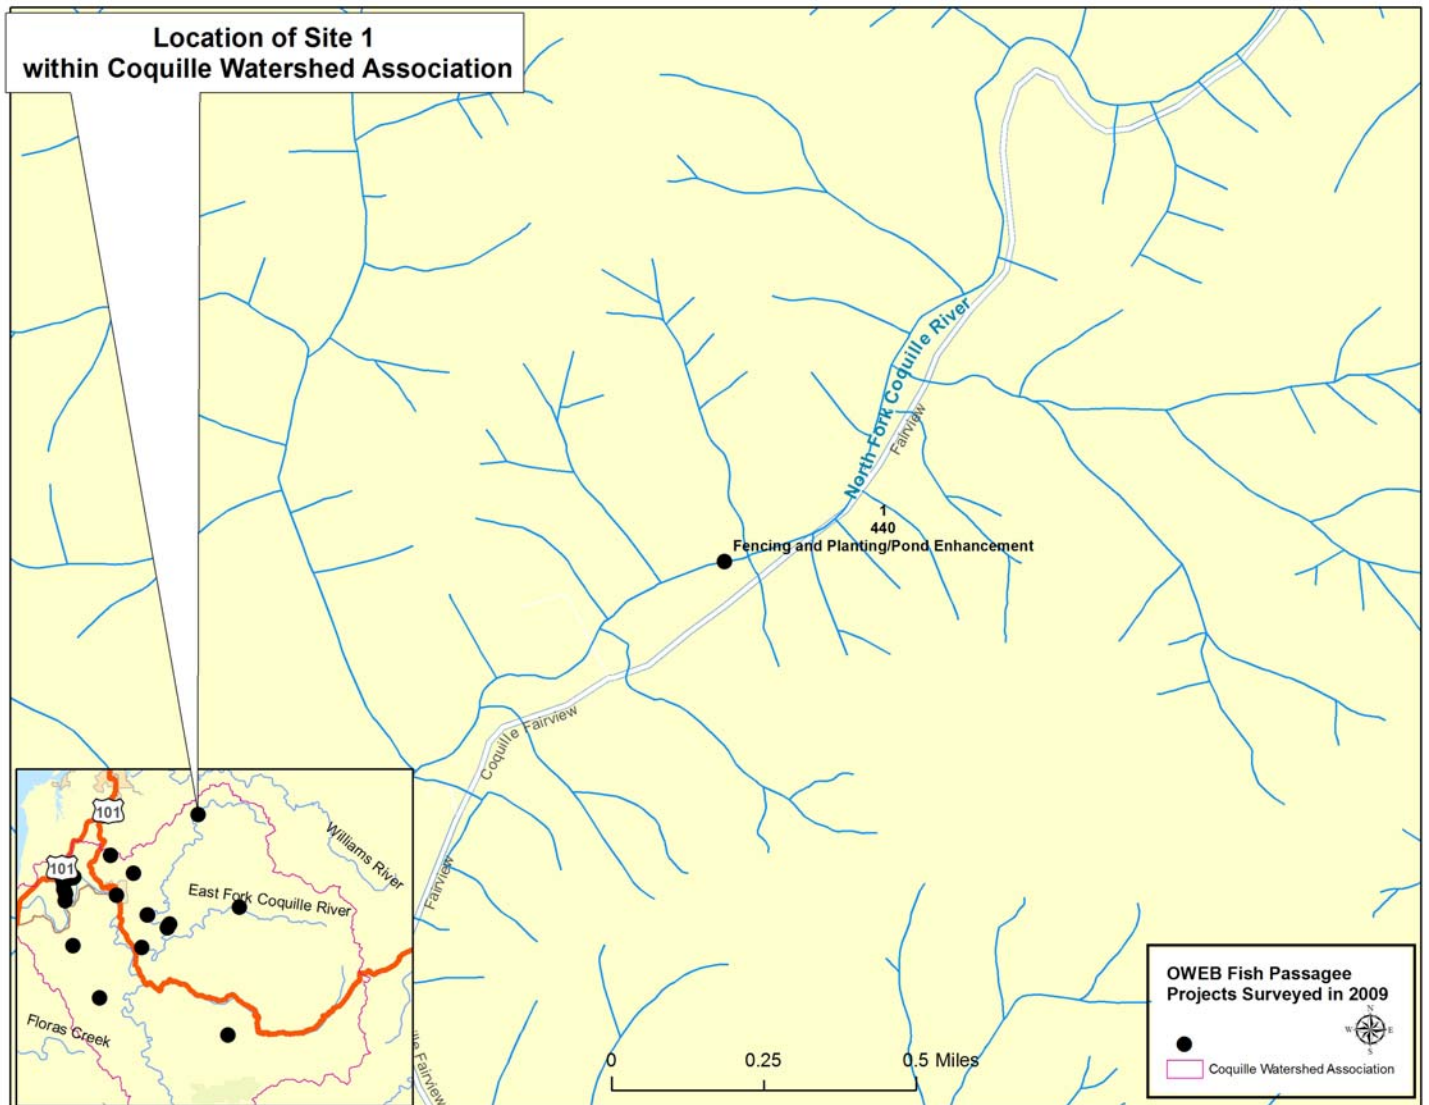 Location of Site 1
within Coquille Watershed Association
North Fork Coquille River
Fairview
1
440
Fencing and Planting/Pond Enhancement
Coquille Fairview
Fairview
lle Fairview
101
101
Williams River
East Fork Coquille River
Floras Creek
0 0.25 0.5 Miles
OWEB Fish Passagee
Projects Surveyed in 2009
N
W E
S
Coquille Watershed Association